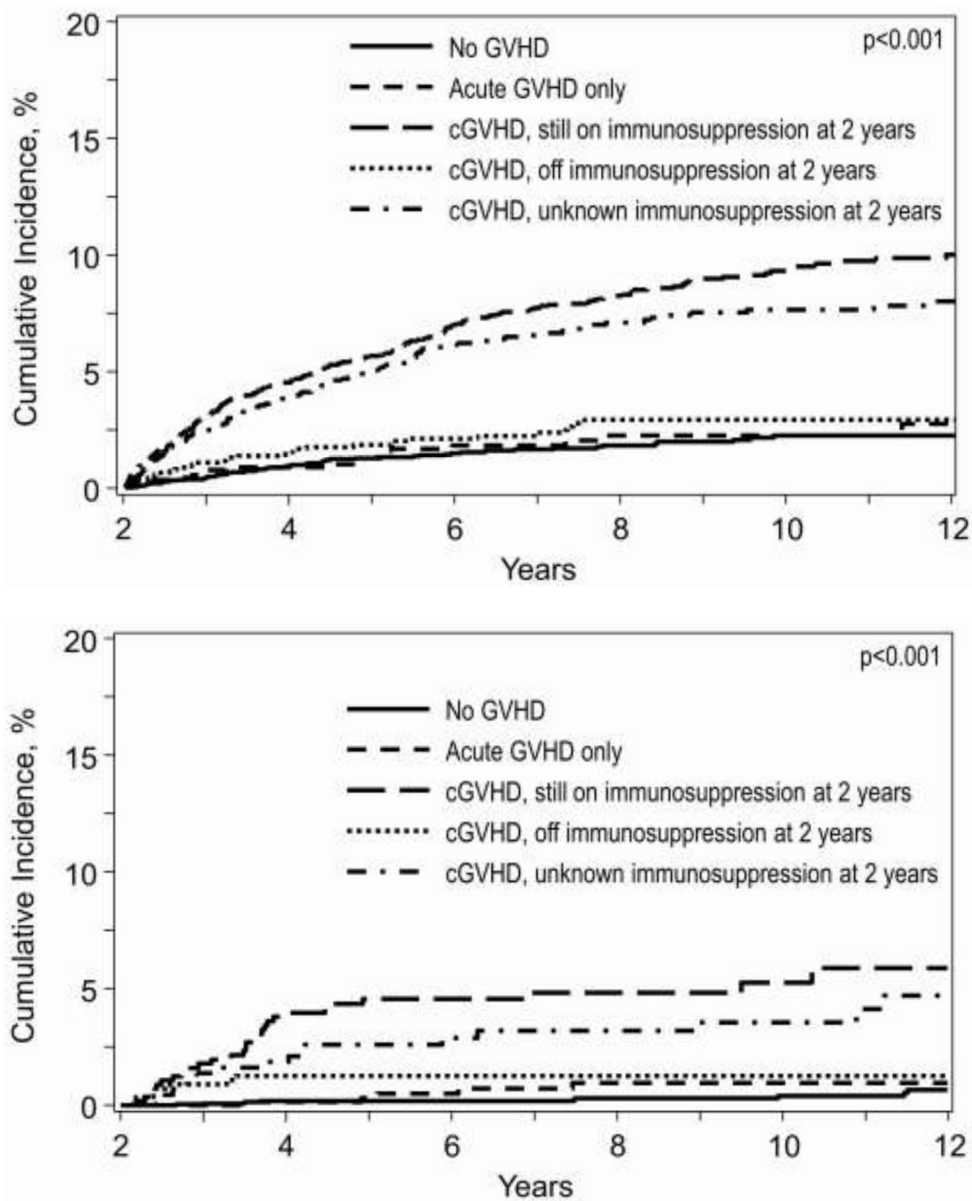 20
15
10
5
0
Cumulative Incidence, %
p<0.001
No GVHD
Acute GVHD only
cGVHD, still on immunosuppression at 2 years
cGVHD, off immunosuppression at 2 years
cGVHD, unknown immunosuppression at 2 years
2 4 6 8 10 12
Years
20
15
10
5
0
Cumulative Incidence, %
p<0.001
No GVHD
Acute GVHD only
cGVHD, still on immunosuppression at 2 years
cGVHD, off immunosuppression at 2 years
cGVHD, unknown immunosuppression at 2 years
2 4 6 8 10 12
Years